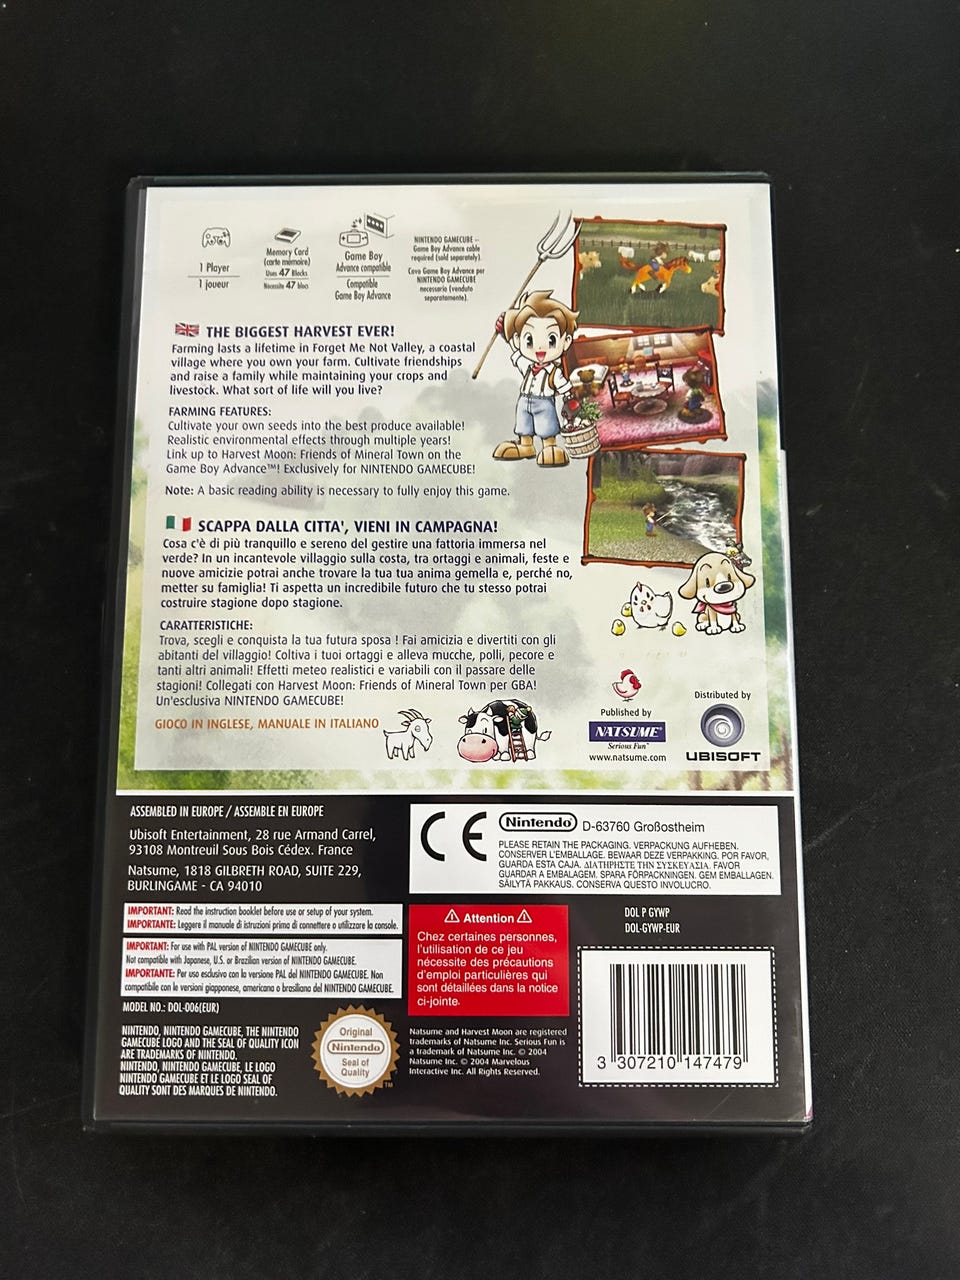 1 Player
1 joueur
Memory Card
(carte mémoire)
Uses 47 Blocks
Nécessite 47 blocs
Game Boy
Advance compatible
Compatible
Game Boy Advance
NINTENDO GAMECUBE –
Game Boy Advance cable
required (sold separately).
Cavo Game Boy Advance per
NINTENDO GAMECUBE
necessario (venduto
separatamente).
THE BIGGEST HARVEST EVER!
Farming lasts a lifetime in Forget Me Not Valley, a coastal
village where you own your farm. Cultivate friendships
and raise a family while maintaining your crops and
livestock. What sort of life will you live?
FARMING FEATURES:
Cultivate your own seeds into the best produce available!
Realistic environmental effects through multiple years!
Link up to Harvest Moon: Friends of Mineral Town on the
Game Boy Advance™! Exclusively for NINTENDO GAMECUBE!
Note: A basic reading ability is necessary to fully enjoy this game.
SCAPPA DALLA CITTA', VIENI IN CAMPAGNA!
Cosa c'è di più tranquillo e sereno del gestire una fattoria immersa nel
verde? In un incantevole villaggio sulla costa, tra ortaggi e animali, feste e
nuove amicizie potrai anche trovare la tua tua anima gemella e, perché no,
metter su famiglia! Ti aspetta un incredibile futuro che tu stesso potrai
costruire stagione dopo stagione.
CARATTERISTICHE:
Trova, scegli e conquista la tua futura sposa ! Fai amicizia e divertiti con gli
abitanti del villaggio! Coltiva i tuoi ortaggi e alleva mucche, polli, pecore e
tanti altri animali! Effetti meteo realistici e variabili con il passare delle
stagioni! Collegati con Harvest Moon: Friends of Mineral Town per GBA!
Un'esclusiva NINTENDO GAMECUBE!
GIOCO IN INGLESE, MANUALE IN ITALIANO
Published by
NATSUME®
Serious Fun™
www.natsume.com
Distributed by
UBISOFT
ASSEMBLED IN EUROPE / ASSEMBLE EN EUROPE
Ubisoft Entertainment, 28 rue Armand Carrel,
93108 Montreuil Sous Bois Cédex. France
Natsume, 1818 GILBRETH ROAD, SUITE 229,
BURLINGAME - CA 94010
CE
Nintendo® D-63760 Großostheim
PLEASE RETAIN THE PACKAGING. VERPACKUNG AUFHEBEN.
CONSERVER L'EMBALLAGE. BEWAAR DEZE VERPAKKING. POR FAVOR,
GUARDA ESTA CAJA. ΔΙΑΤΗΡΗΣΤΕ ΤΗΝ ΣΥΣΚΕΥΑΣΙΑ. FAVOR
GUARDAR A EMBALAGEM. SPARA FÖRPACKNINGEN. GEM EMBALLAGEN.
SÄILYTÄ PAKKAUS. CONSERVA QUESTO INVOLUCRO.
IMPORTANT: Read the instruction booklet before use or setup of your system.
IMPORTANTE: Leggere il manuale di istruzioni prima di connettere o utilizzare la console.
IMPORTANT: For use with PAL version of NINTENDO GAMECUBE only.
Not compatible with Japanese, U.S. or Brazilian version of NINTENDO GAMECUBE.
IMPORTANTE: Per uso esclusivo con la versione PAL del NINTENDO GAMECUBE. Non
compatibile con le versioni giapponese, americana o brasiliana del NINTENDO GAMECUBE.
MODEL NO.: DOL-006(EUR)
NINTENDO, NINTENDO GAMECUBE, THE NINTENDO
GAMECUBE LOGO AND THE SEAL OF QUALITY ICON
ARE TRADEMARKS OF NINTENDO.
NINTENDO, NINTENDO GAMECUBE, LE LOGO
NINTENDO GAMECUBE ET LE LOGO SEAL OF
QUALITY SONT DES MARQUES DE NINTENDO.
Original
Nintendo®
Seal of
Quality
TM
Attention
Chez certaines personnes,
l'utilisation de ce jeu
nécessite des précautions
d'emploi particulières qui
sont détaillées dans la notice
ci-jointe.
Natsume and Harvest Moon are registered
trademarks of Natsume Inc. Serious Fun is
a trademark of Natsume Inc. © 2004
Natsume Inc. © 2004 Marvelous
Interactive Inc. All Rights Reserved.
DOL P GYWP
DOL-GYWP-EUR
3 307210 147479